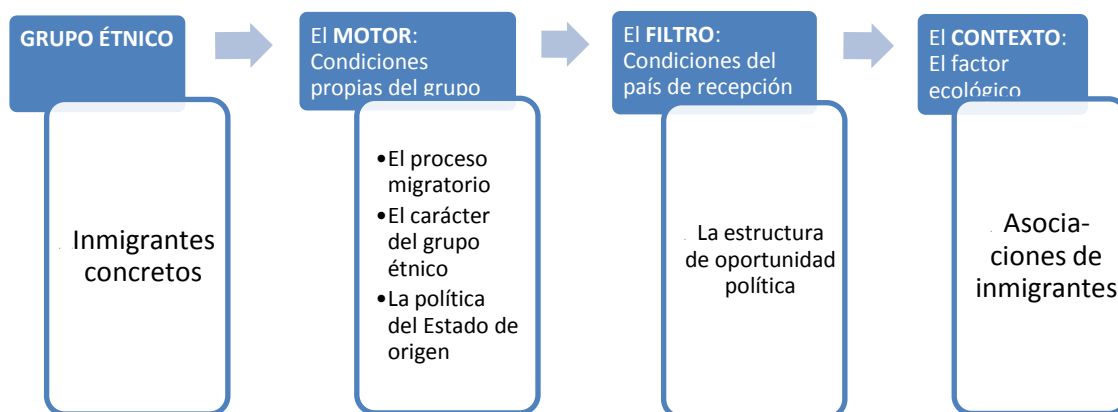 GRUPO ÉTNICO
Inmigrantes
concretos
El MOTOR:
Condiciones
propias del grupo
•El proceso
migratorio
•El carácter
del grupo
étnico
•La política
del Estado de
origen
El FILTRO:
Condiciones del
país de recepción
La estructura
de oportunidad
política
El CONTEXTO:
El factor
ecológico
Asocia-
ciones de
inmigrantes